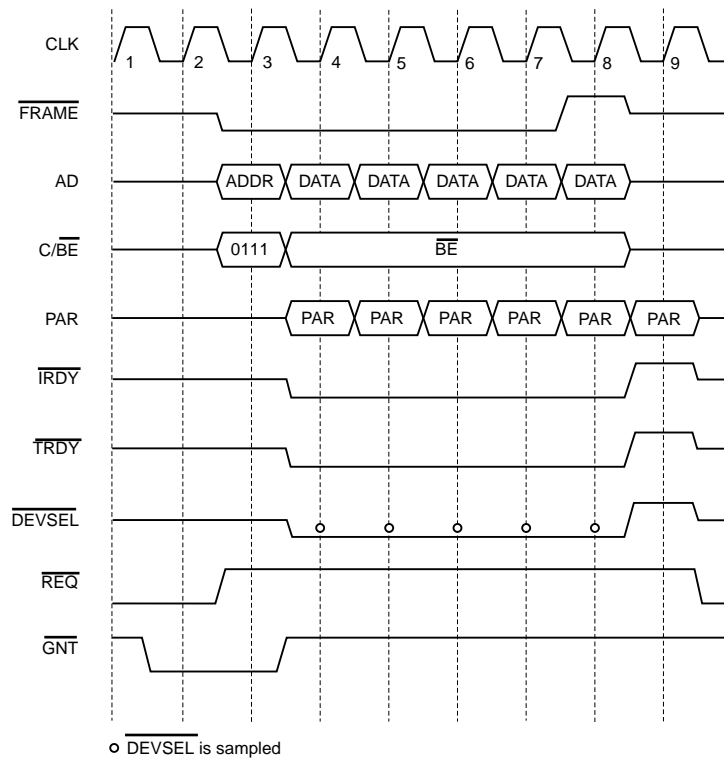 CLK
1 2 3 4 5 6 7 8 9
FRAME
AD
ADDR DATA DATA DATA DATA DATA
C/BE
0111 BE
PAR
PAR PAR PAR PAR PAR PAR
IRDY
TRDY
DEVSEL
REQ
GNT
DEVSEL is sampled